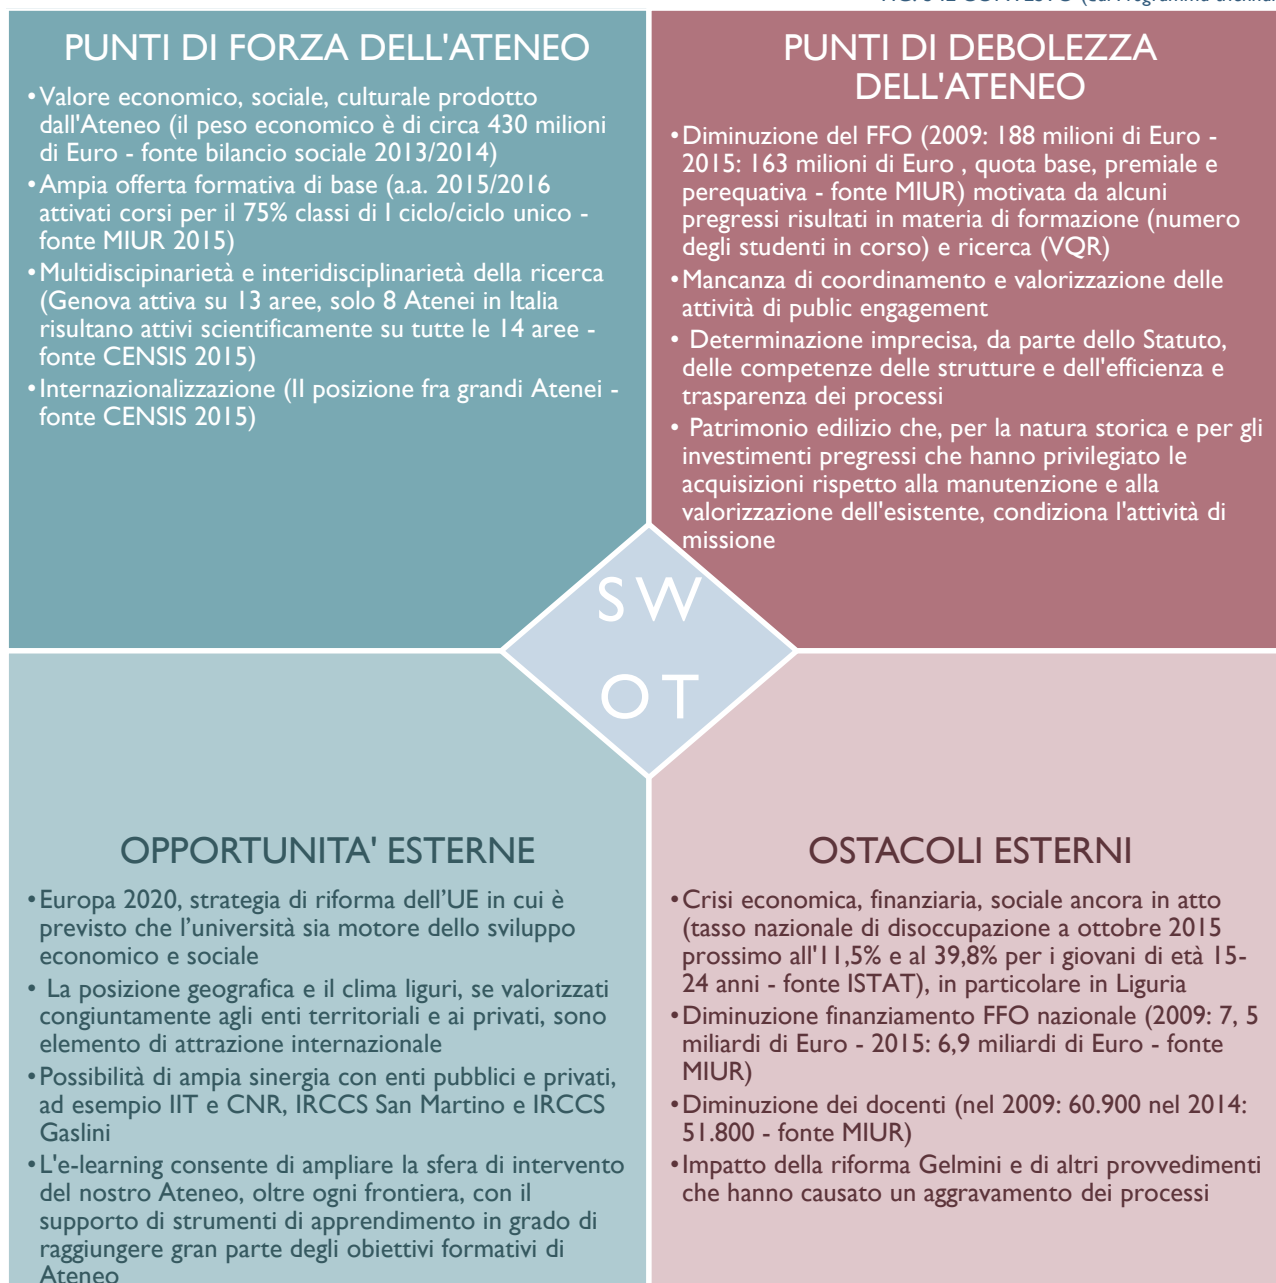 PUNTI DI FORZA DELL'ATENEO
•Valore economico, sociale, culturale prodotto
dall'Ateneo (il peso economico è di circa 430 milioni
di Euro - fonte bilancio sociale 2013/2014)
•Ampia offerta formativa di base (a.a. 2015/2016
attivati corsi per il 75% classi di I ciclo/ciclo unico -
fonte MIUR 2015)
•Multidiscipinarietà e interidisciplinarietà della ricerca
(Genova attiva su 13 aree, solo 8 Atenei in Italia
risultano attivi scientificamente su tutte le 14 aree -
fonte CENSIS 2015)
•Internazionalizzazione (II posizione fra grandi Atenei -
fonte CENSIS 2015)
PUNTI DI DEBOLEZZA
DELL'ATENEO
•Diminuzione del FFO (2009: 188 milioni di Euro -
2015: 163 milioni di Euro , quota base, premiale e
perequativa - fonte MIUR) motivata da alcuni
pregressi risultati in materia di formazione (numero
degli studenti in corso) e ricerca (VQR)
•Mancanza di coordinamento e valorizzazione delle
attività di public engagement
• Determinazione imprecisa, da parte dello Statuto,
delle competenze delle strutture e dell'efficienza e
trasparenza dei processi
• Patrimonio edilizio che, per la natura storica e per gli
investimenti pregressi che hanno privilegiato le
acquisizioni rispetto alla manutenzione e alla
valorizzazione dell'esistente, condiziona l'attività di
missione
S W
O T
OPPORTUNITA' ESTERNE
•Europa 2020, strategia di riforma dell’UE in cui è
previsto che l’università sia motore dello sviluppo
economico e sociale
• La posizione geografica e il clima liguri, se valorizzati
congiuntamente agli enti territoriali e ai privati, sono
elemento di attrazione internazionale
•Possibilità di ampia sinergia con enti pubblici e privati,
ad esempio IIT e CNR, IRCCS San Martino e IRCCS
Gaslini
•L'e-learning consente di ampliare la sfera di intervento
del nostro Ateneo, oltre ogni frontiera, con il
supporto di strumenti di apprendimento in grado di
raggiungere gran parte degli obiettivi formativi di
Ateneo
OSTACOLI ESTERNI
•Crisi economica, finanziaria, sociale ancora in atto
(tasso nazionale di disoccupazione a ottobre 2015
prossimo all'11,5% e al 39,8% per i giovani di età 15-
24 anni - fonte ISTAT), in particolare in Liguria
•Diminuzione finanziamento FFO nazionale (2009: 7, 5
miliardi di Euro - 2015: 6,9 miliardi di Euro - fonte
MIUR)
•Diminuzione dei docenti (nel 2009: 60.900 nel 2014:
51.800 - fonte MIUR)
•Impatto della riforma Gelmini e di altri provvedimenti
che hanno causato un aggravamento dei processi